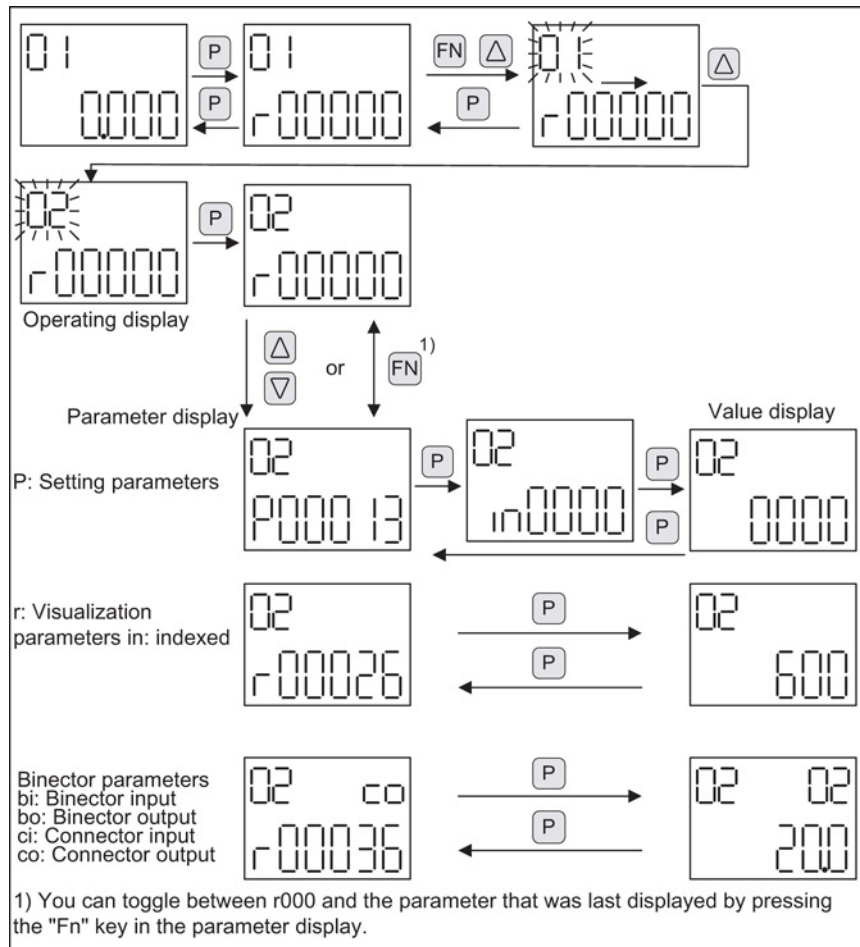 01
0.000
P
P
01
r00000
FN
P
01
r00000
02
r00000
P
02
r00000
Operating display
or
FN
1)
Parameter display
Value display
P: Setting parameters
02
P00013
P
02
in0000
P
P
02
0000
r: Visualization
parameters in: indexed
02
r00026
P
P
02
600
Binector parameters
bi: Binector input
bo: Binector output
ci: Connector input
co: Connector output
02 co
r00036
P
P
02 02
20.0
1) You can toggle between r000 and the parameter that was last displayed by pressing
the "Fn" key in the parameter display.